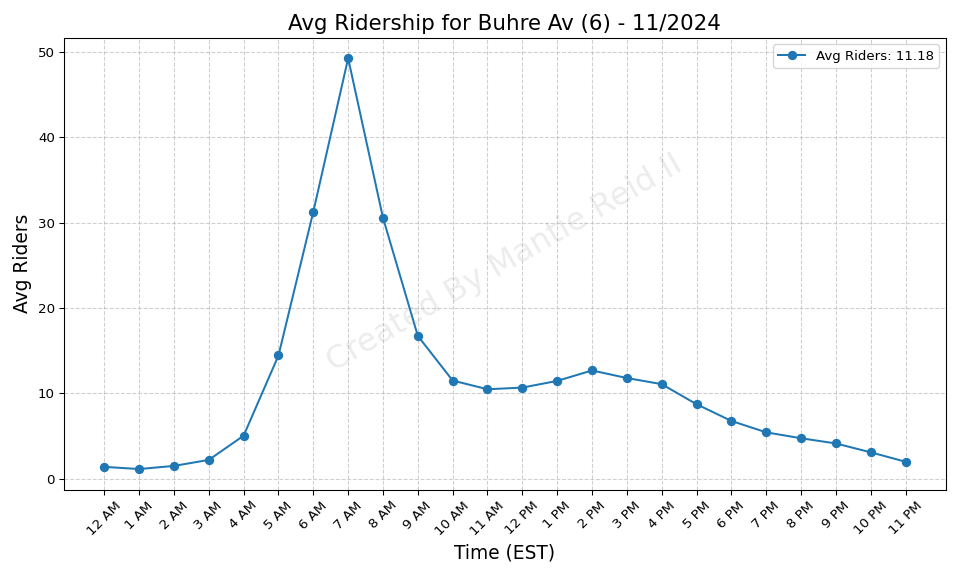 Avg Ridership for Buhre Av (6) - 11/2024
Avg Riders: 11.18
50
40
30
20
10
0
Avg Riders
Created By Mantie Reid II
12 AM
1 AM
2 AM
3 AM
4 AM
5 AM
6 AM
7 AM
8 AM
9 AM
10 AM
11 AM
12 PM
1 PM
2 PM
3 PM
4 PM
5 PM
6 PM
7 PM
8 PM
9 PM
10 PM
11 PM
Time (EST)